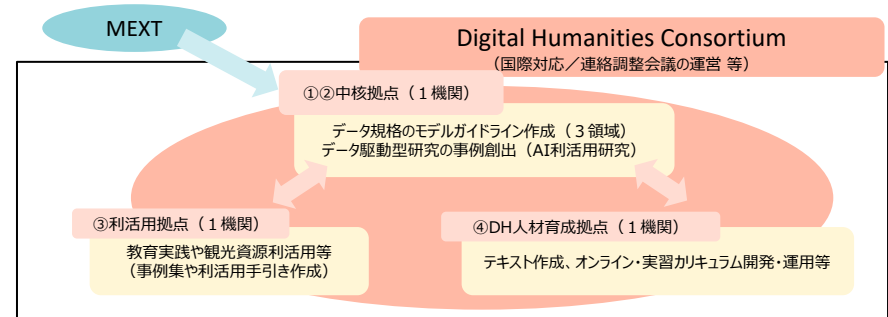 MEXT
Digital Humanities Consortium
（国際対応／連絡調整会議の運営 等）
①②中核拠点（１機関）
データ規格のモデルガイドライン作成（３領域）
データ駆動型研究の事例創出（AI利活用研究）
③利活用拠点（１機関）
教育実践や観光資源利活用等
（事例集や利活用手引き作成）
④DH人材育成拠点（１機関）
テキスト作成、オンライン・実習カリキュラム開発・運用等